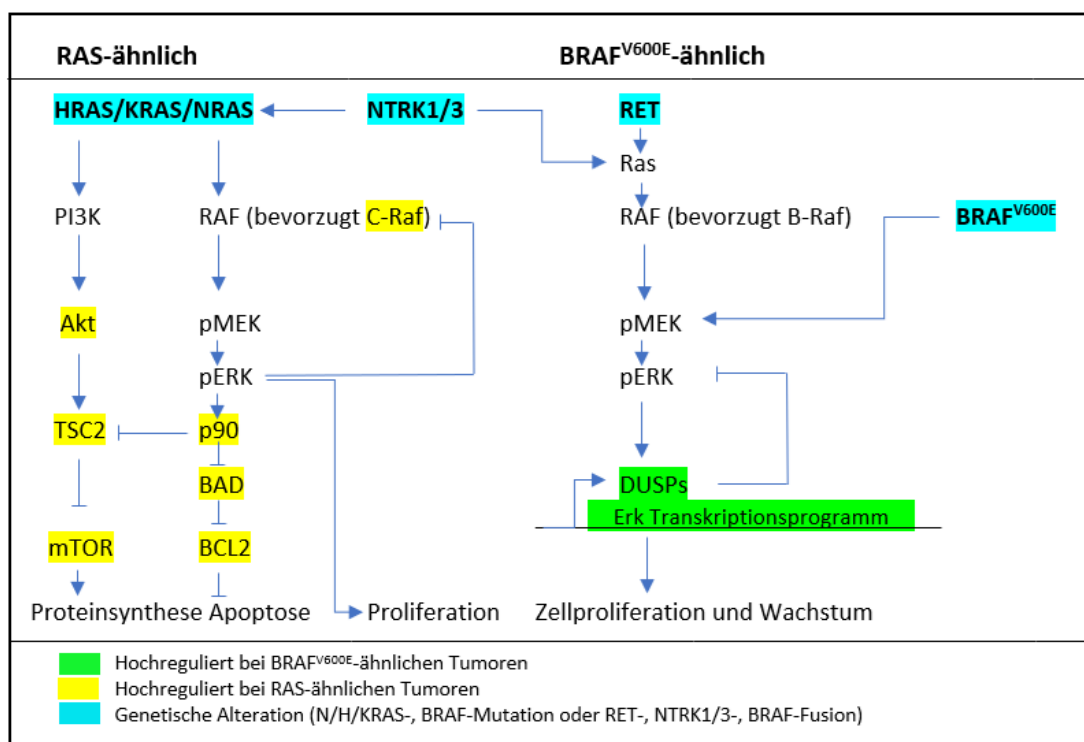 RAS-ähnlich BRAFV600E-ähnlich
HRAS/KRAS/NRAS NTRK1/3 RET
Ras
PI3K RAF (bevorzugt C-Raf) RAF (bevorzugt B-Raf) BRAFV600E
Akt pMEK pMEK
pERK pERK
TSC2 p90
BAD DUSPs
Erk Transkriptionsprogramm
mTOR BCL2
Proteinsynthese Apoptose Proliferation Zellproliferation und Wachstum
Hochreguliert bei BRAFV600E-ähnlichen Tumoren
Hochreguliert bei RAS-ähnlichen Tumoren
Genetische Alteration (N/H/KRAS-, BRAF-Mutation oder RET-, NTRK1/3-, BRAF-Fusion)